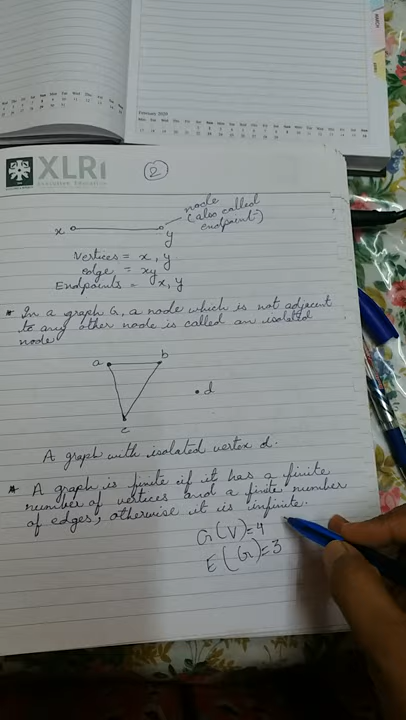 February 2020
XLRI
2
node
(also called
endpoint)
x
y
Vertices = x, y
edge = xy
Endpoints = x, y
* In a graph G, a node which is not adjacent
to any other node is called an isolated
node
a
b
d
c
A graph with isolated vertex d.
* A graph is finite if it has a finite
number of vertices and a finite number
of edges, otherwise it is infinite.
G(V)=4
E(G)=3